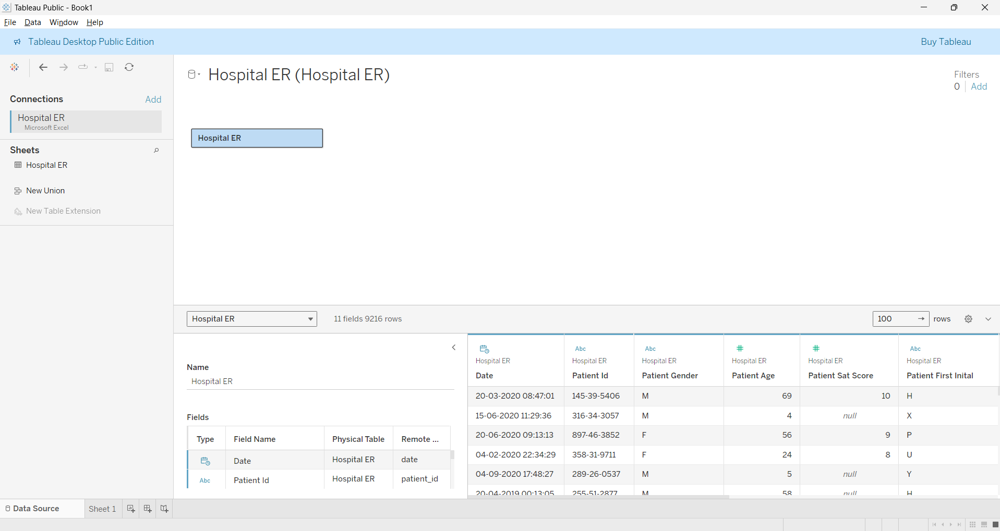 Tableau Public - Book1
File Data Window Help
Tableau Desktop Public Edition
Buy Tableau
Connections
Add
Hospital ER
Microsoft Excel
Sheets
Hospital ER
New Union
New Table Extension
Hospital ER (Hospital ER)
Filters
0 Add
Hospital ER
Hospital ER
11 fields 9216 rows
100 → rows
Name
Hospital ER
Fields
Type Field Name Physical Table Remote ...
Date Hospital ER date
Abc Patient Id Hospital ER patient_id
Abc Abc # # Abc
Hospital ER Hospital ER Hospital ER Hospital ER Hospital ER Hospital ER
Date Patient Id Patient Gender Patient Age Patient Sat Score Patient First Inital
20-03-2020 08:47:01 145-39-5406 M 69 10 H
15-06-2020 11:29:36 316-34-3057 M 4 null X
20-06-2020 09:13:13 897-46-3852 F 56 9 P
04-02-2020 22:34:29 358-31-9711 F 24 8 U
04-09-2020 17:48:27 289-26-0537 M 5 null Y
20-04-2019 00:13:05 255-51-2877 M 58 null H
Data Source Sheet 1